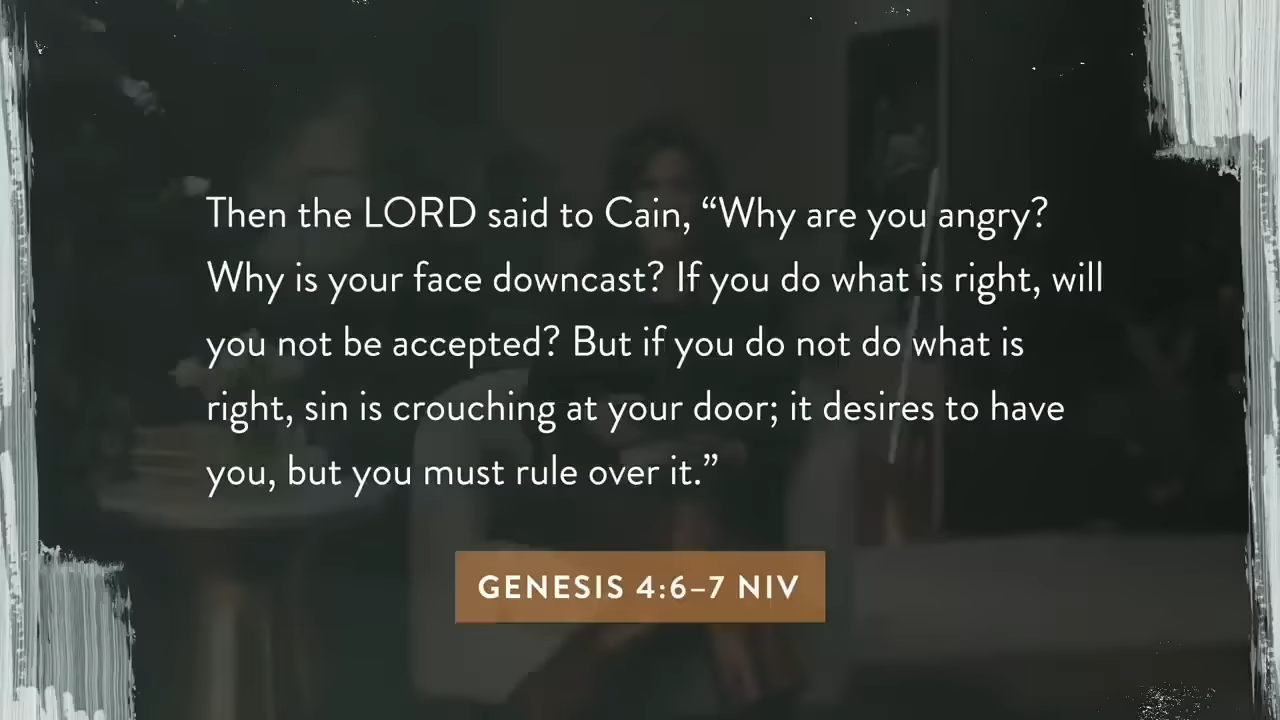 Then the LORD said to Cain, “Why are you angry?
Why is your face downcast? If you do what is right, will
you not be accepted? But if you do not do what is
right, sin is crouching at your door; it desires to have
you, but you must rule over it.”
GENESIS 4:6–7 NIV